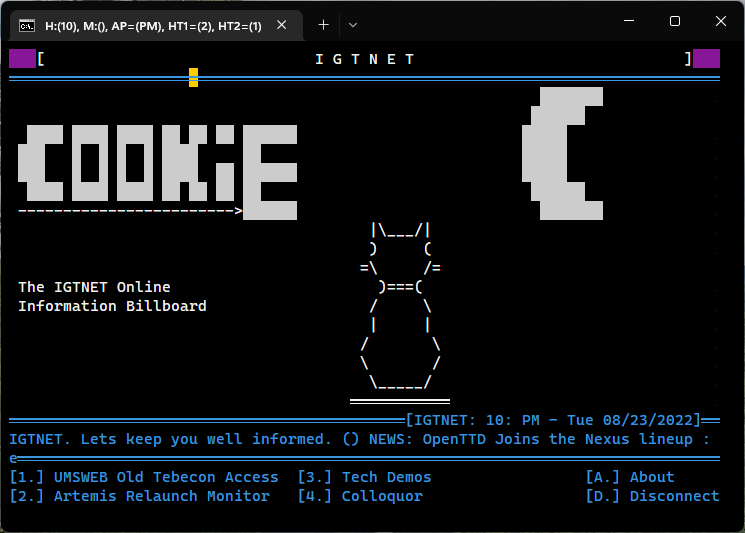 H:(10), M:(), AP=(PM), HT1=(2), HT2=(1)
[ I G T N E T ]
COOKiE
The IGTNET Online
Information Billboard
[IGTNET: 10: PM - Tue 08/23/2022]
IGTNET. Lets keep you well informed. () NEWS: OpenTTD Joins the Nexus lineup :
e
[1.] UMSWEB Old Tebecon Access [3.] Tech Demos [A.] About
[2.] Artemis Relaunch Monitor [4.] Colloquor [D.] Disconnect